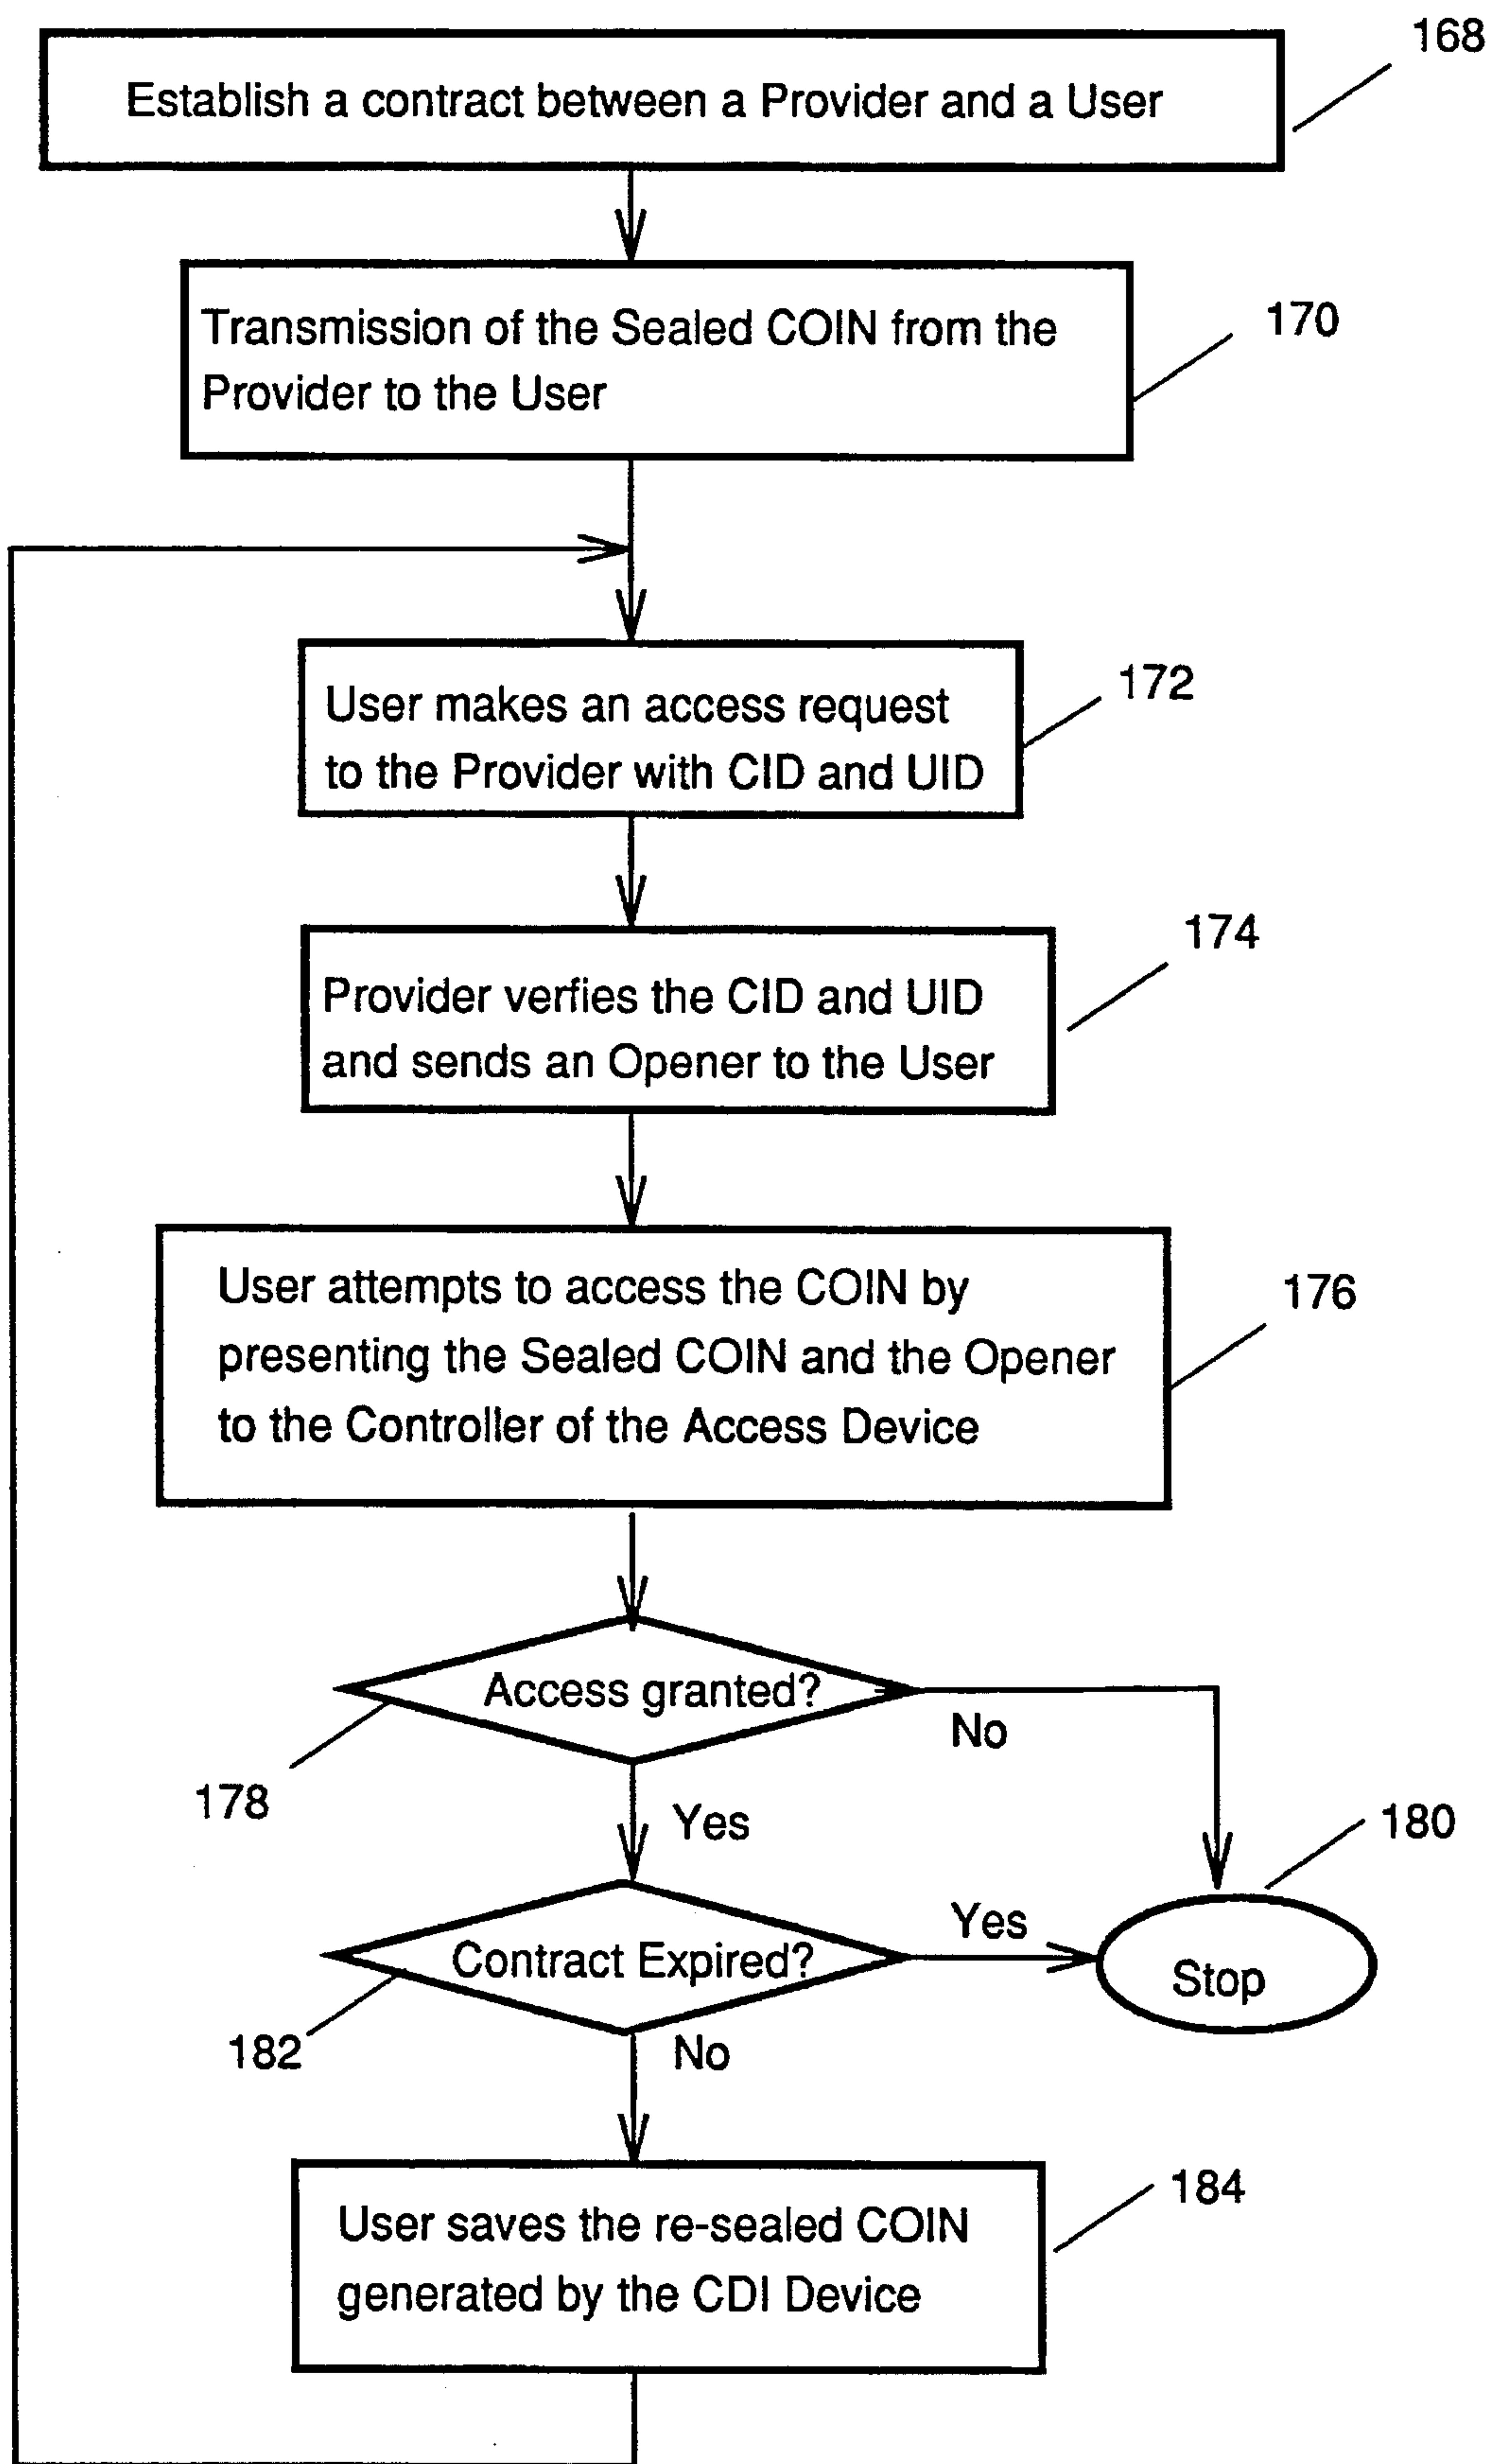 168
Establish a contract between a Provider and a User
170
Transmission of the Sealed COIN from the
Provider to the User
172
User makes an access request
to the Provider with CID and UID
174
Provider verfies the CID and UID
and sends an Opener to the User
176
User attempts to access the COIN by
presenting the Sealed COIN and the Opener
to the Controller of the Access Device
Access granted?
No
178
Yes
180
Yes
Contract Expired?
Stop
182
No
184
User saves the re-sealed COIN
generated by the CDI Device